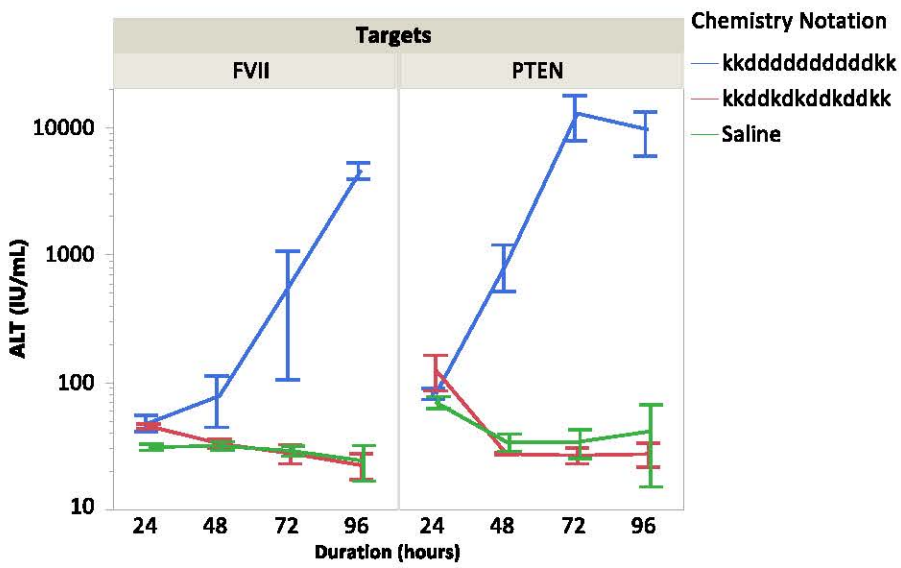 Chemistry Notation
kkddddddddddkk
kkddkdkddkddkk
Saline
Targets
FVII PTEN
ALT (IU/mL)
10000
1000
100
10
24 48 72 96 24 48 72 96
Duration (hours)